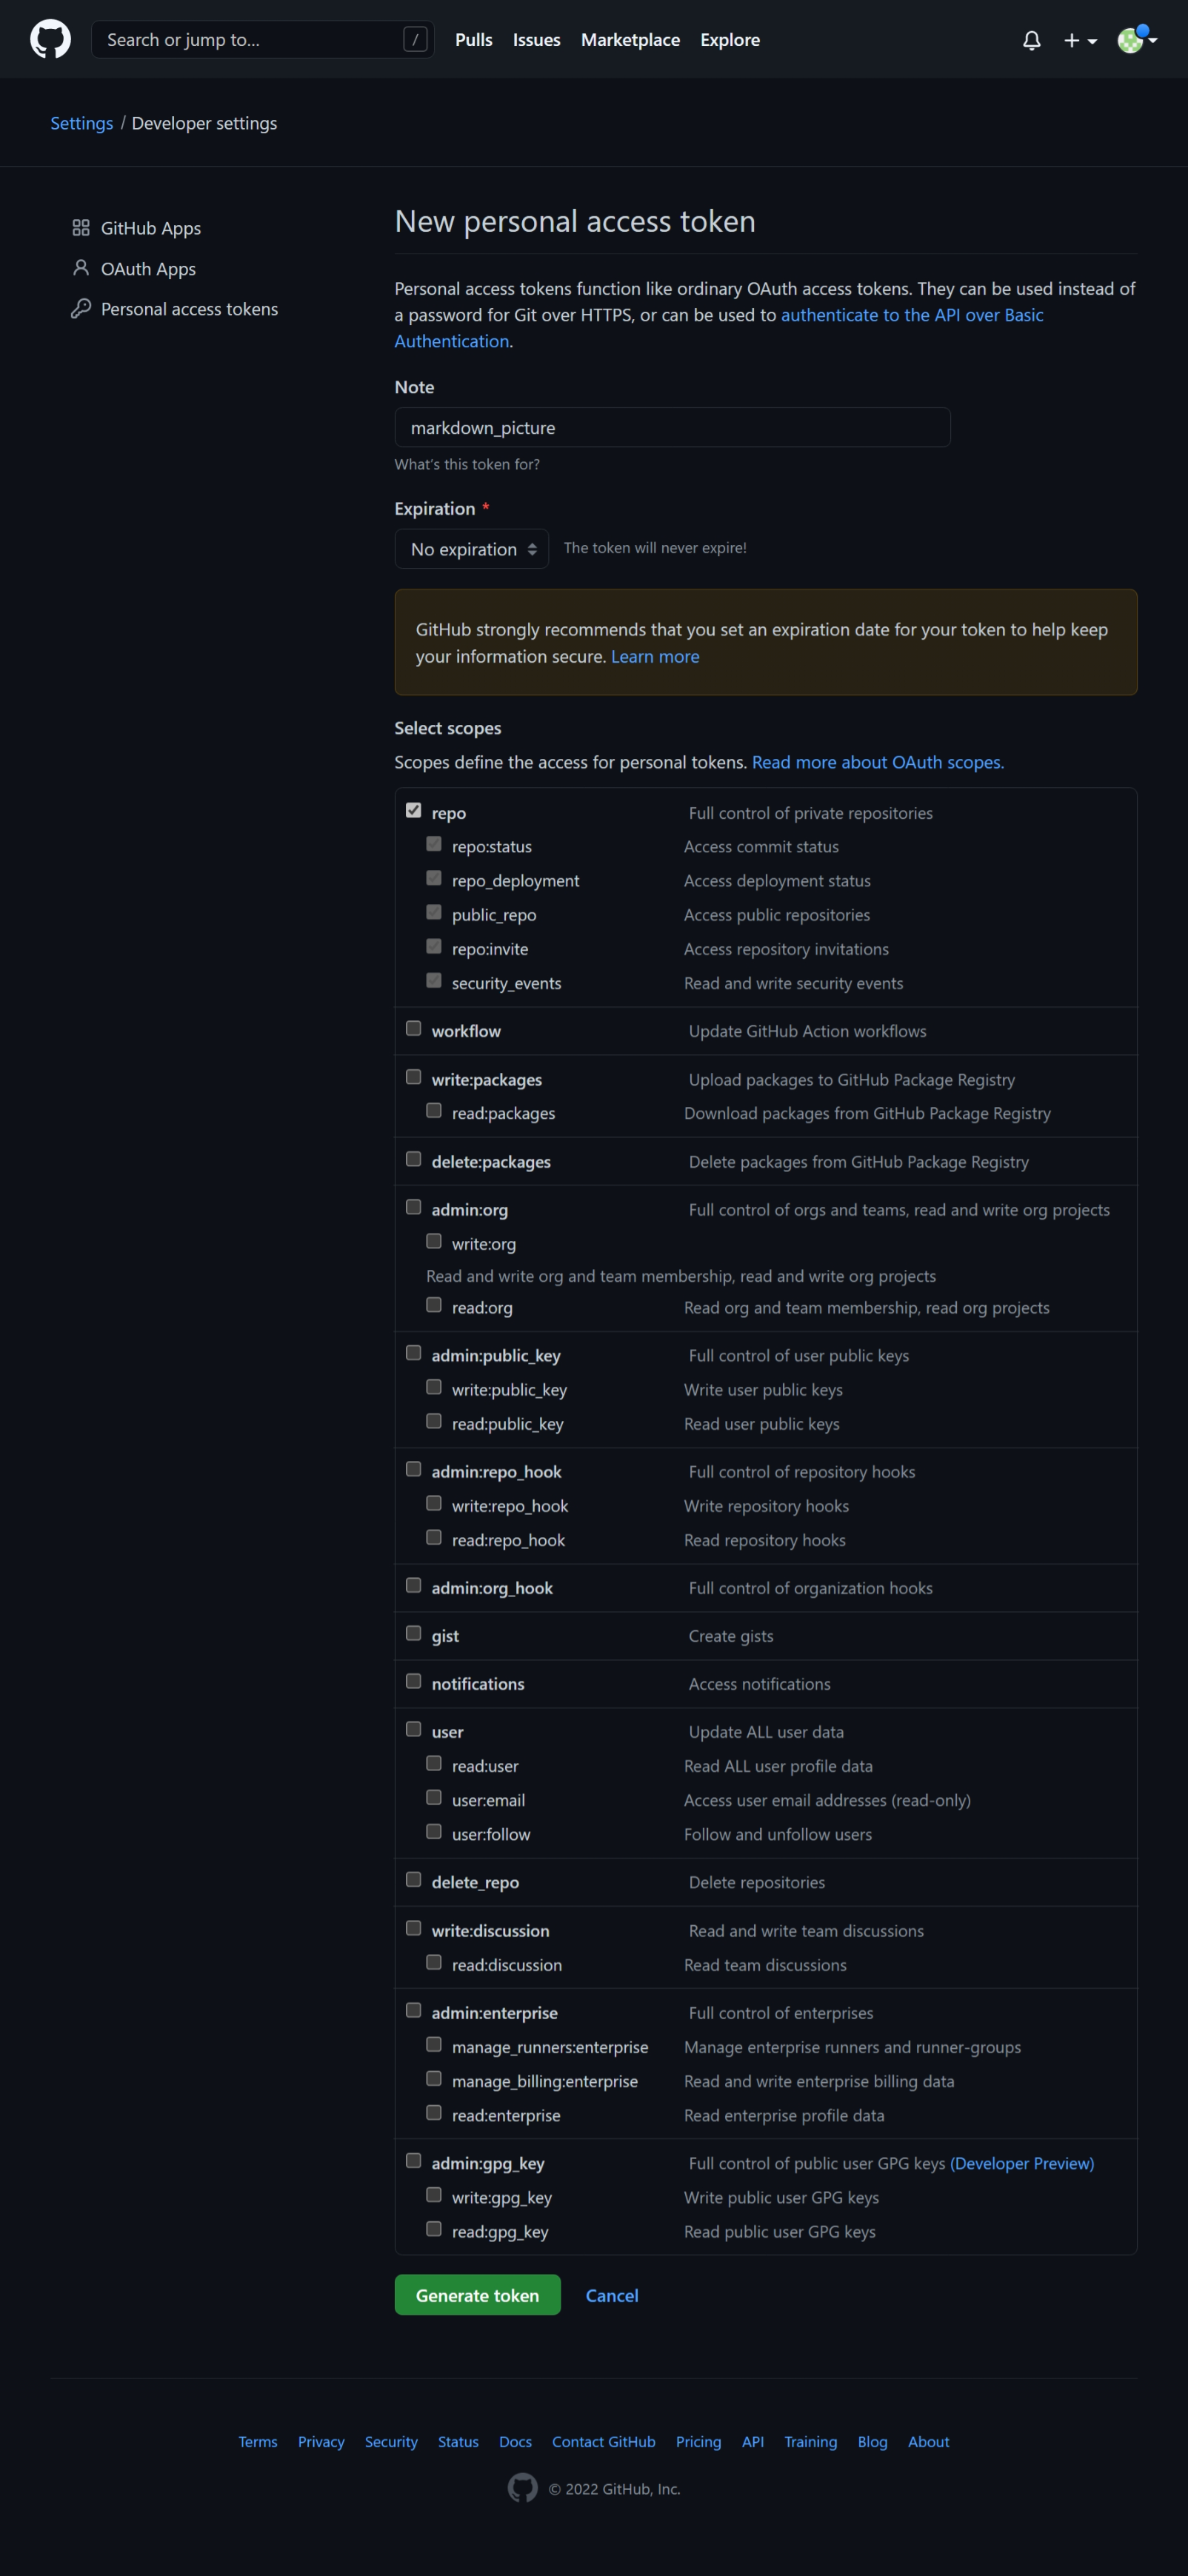 Search or jump to... /
Pulls Issues Marketplace Explore
Settings / Developer settings
GitHub Apps
OAuth Apps
Personal access tokens
New personal access token
Personal access tokens function like ordinary OAuth access tokens. They can be used instead of
a password for Git over HTTPS, or can be used to authenticate to the API over Basic
Authentication.
Note
markdown_picture
What's this token for?
Expiration *
No expiration The token will never expire!
GitHub strongly recommends that you set an expiration date for your token to help keep
your information secure. Learn more
Select scopes
Scopes define the access for personal tokens. Read more about OAuth scopes.
repo Full control of private repositories
repo:status Access commit status
repo_deployment Access deployment status
public_repo Access public repositories
repo:invite Access repository invitations
security_events Read and write security events
workflow Update GitHub Action workflows
write:packages Upload packages to GitHub Package Registry
read:packages Download packages from GitHub Package Registry
delete:packages Delete packages from GitHub Package Registry
admin:org Full control of orgs and teams, read and write org projects
write:org
Read and write org and team membership, read and write org projects
read:org Read org and team membership, read org projects
admin:public_key Full control of user public keys
write:public_key Write user public keys
read:public_key Read user public keys
admin:repo_hook Full control of repository hooks
write:repo_hook Write repository hooks
read:repo_hook Read repository hooks
admin:org_hook Full control of organization hooks
gist Create gists
notifications Access notifications
user Update ALL user data
read:user Read ALL user profile data
user:email Access user email addresses (read-only)
user:follow Follow and unfollow users
delete_repo Delete repositories
write:discussion Read and write team discussions
read:discussion Read team discussions
admin:enterprise Full control of enterprises
manage_runners:enterprise Manage enterprise runners and runner-groups
manage_billing:enterprise Read and write enterprise billing data
read:enterprise Read enterprise profile data
admin:gpg_key Full control of public user GPG keys (Developer Preview)
write:gpg_key Write public user GPG keys
read:gpg_key Read public user GPG keys
Generate token Cancel
Terms Privacy Security Status Docs Contact GitHub Pricing API Training Blog About
© 2022 GitHub, Inc.